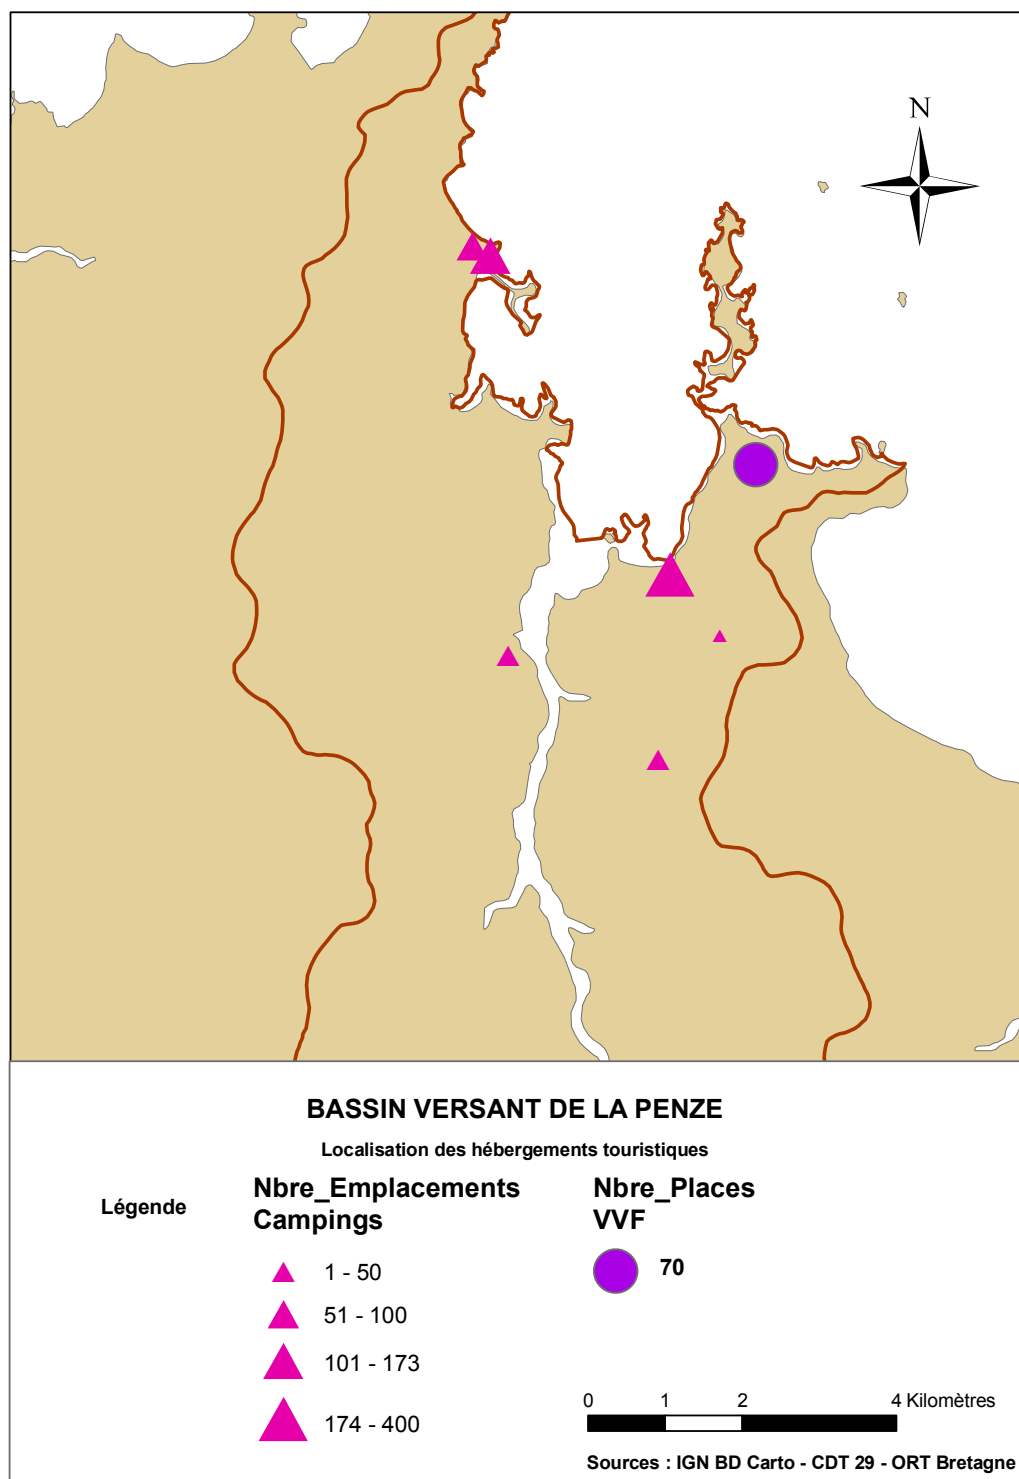 N
BASSIN VERSANT DE LA PENZE
Localisation des hébergements touristiques
Légende
Nbre_Emplacements
Campings
1 - 50
51 - 100
101 - 173
174 - 400
Nbre_Places
VVF
70
0 1 2 4 Kilomètres
Sources : IGN BD Carto - CDT 29 - ORT Bretagne